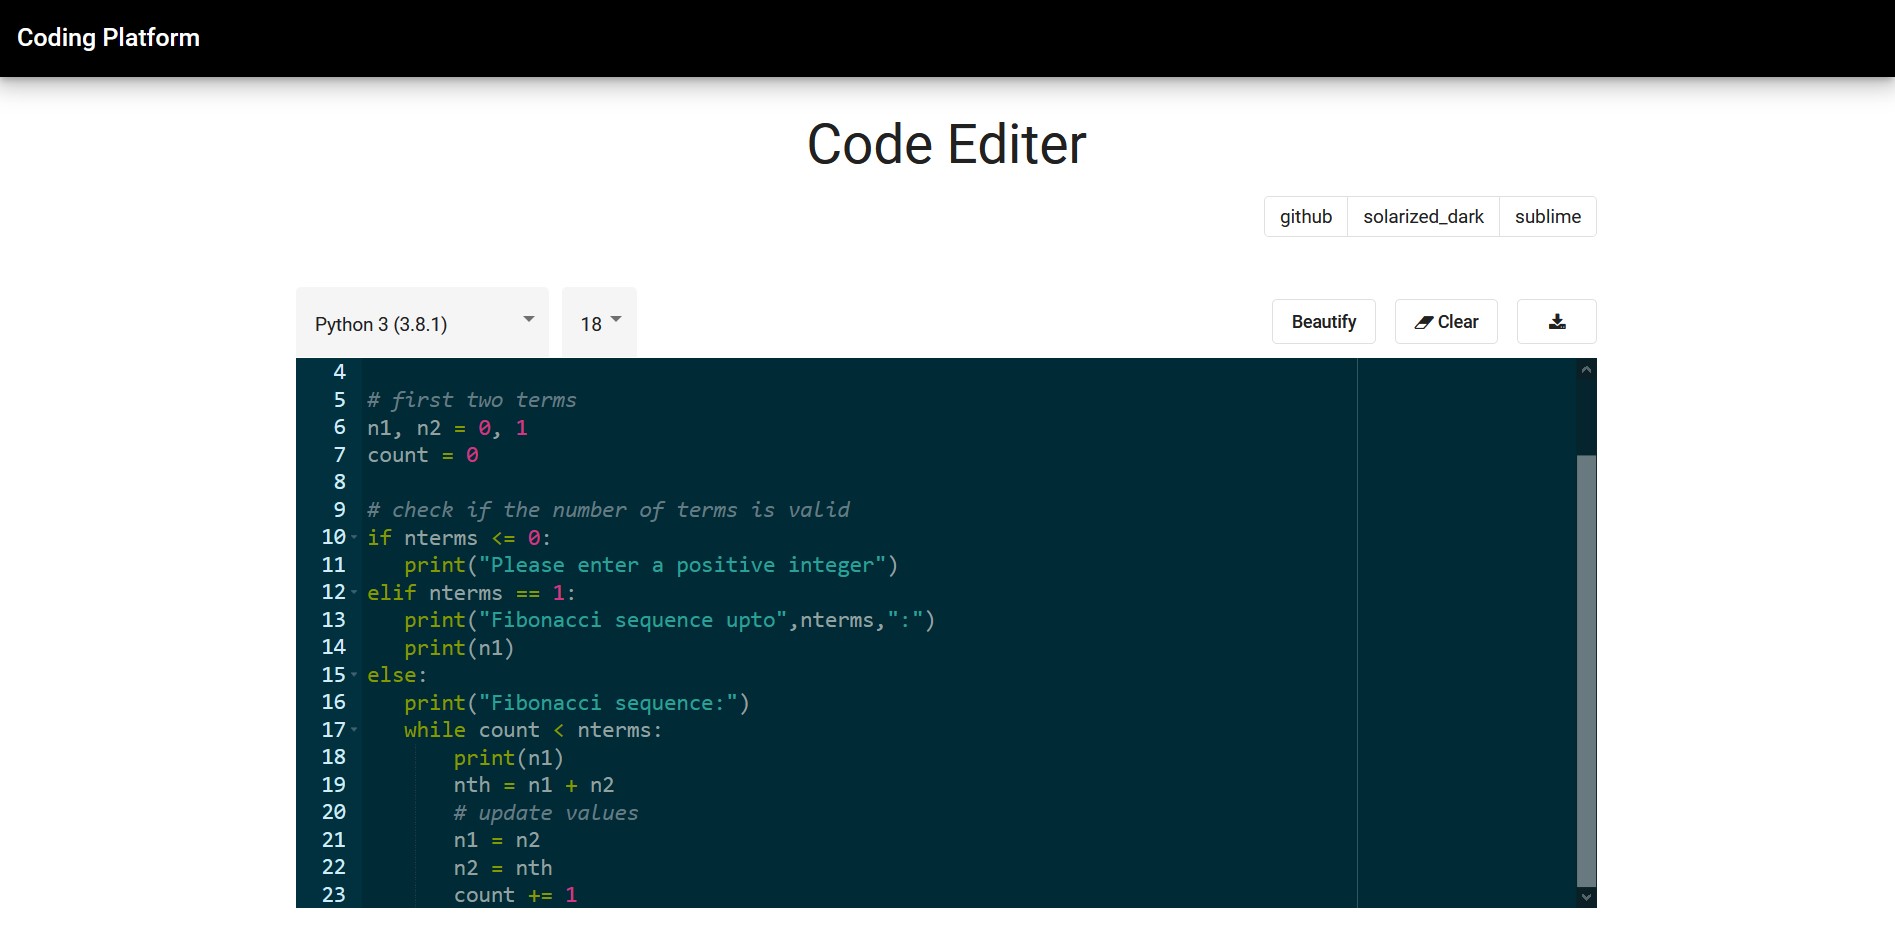 Coding Platform
Code Editer
github solarized_dark sublime
Python 3 (3.8.1) 18 Beautify Clear
4
5 # first two terms
6 n1, n2 = 0, 1
7 count = 0
8
9 # check if the number of terms is valid
10 if nterms <= 0:
11    print("Please enter a positive integer")
12 elif nterms == 1:
13    print("Fibonacci sequence upto",nterms,":")
14    print(n1)
15 else:
16    print("Fibonacci sequence:")
17    while count < nterms:
18        print(n1)
19        nth = n1 + n2
20        # update values
21        n1 = n2
22        n2 = nth
23        count += 1